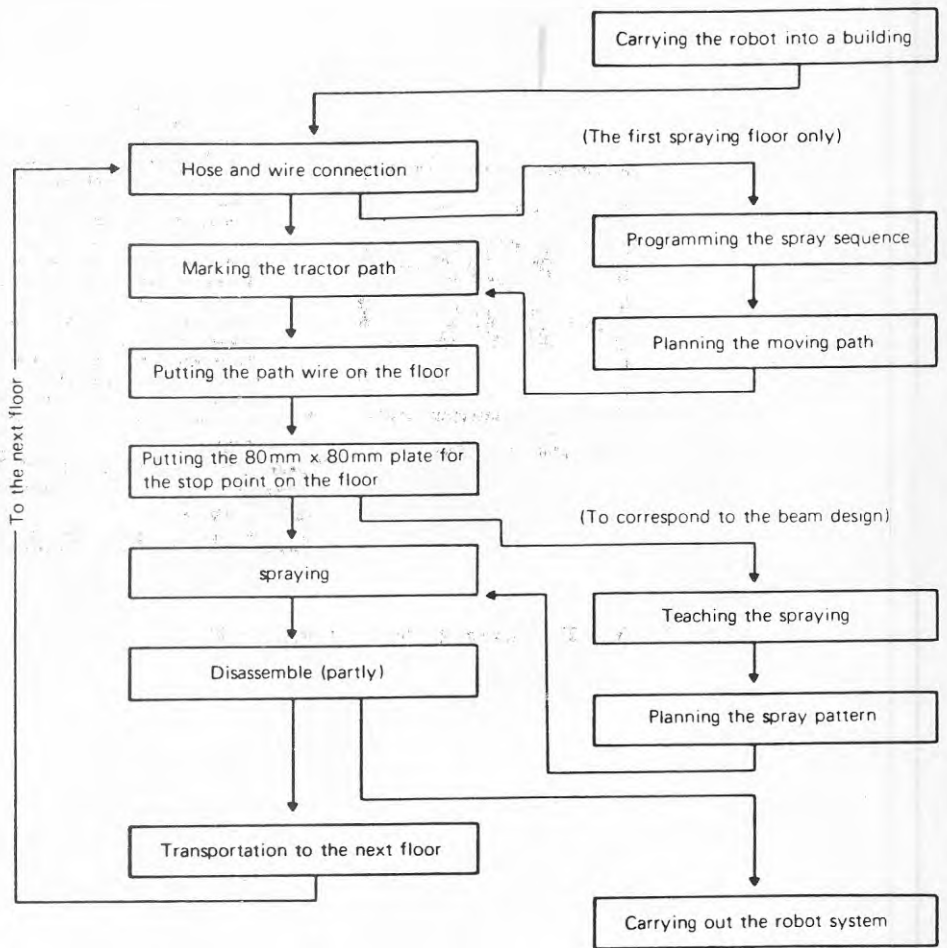 Carrying the robot into a building
(The first spraying floor only)
Hose and wire connection
Programming the spray sequence
Marking the tractor path
Planning the moving path
Putting the path wire on the floor
To the next floor
Putting the 80mm x 80mm plate for
the stop point on the floor
(To correspond to the beam design)
spraying
Teaching the spraying
Disassemble (partly)
Planning the spray pattern
Transportation to the next floor
Carrying out the robot system